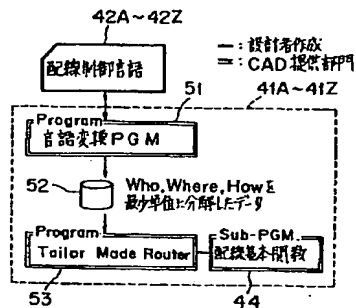 42A～42Z
配線制御言語
━：設計者作成
＝：CAD提供部門
51
41A～41Z
Program
言語変換PGM
52
Who,Where,Howを
最少単位に分解したデータ
Program
Tailor Made Router
Sub-PGM.
配線基本関数
53
44